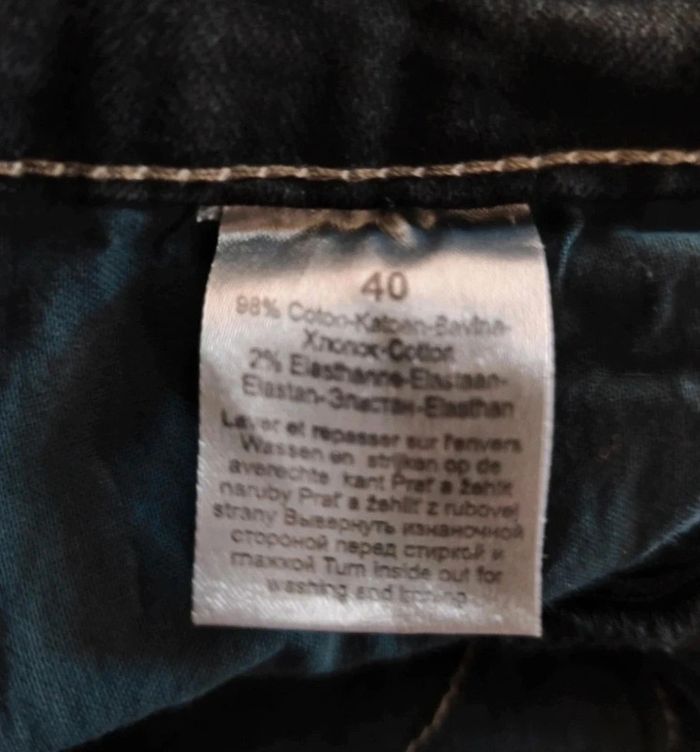 40
98% Coton-Katoen-Bavlna-
Хлопок-Cotton
2% Elasthanne-Elastaan-
Elastan-Эластан-Elasthan
Laver et repasser sur l'envers
Wassen en strijken op de
averechte kant Prať a žehliť
naruby Prať a žehliť z rubovej
strany Вывернуть изнаночной
стороной перед стиркой и
глажкой Turn inside out for
washing and ironing